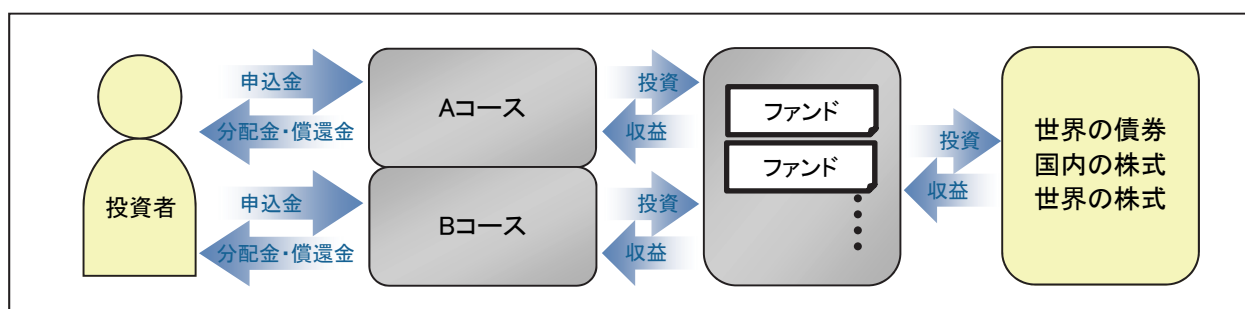 投資者
申込金
分配金・償還金
申込金
分配金・償還金
Aコース
Bコース
投資
収益
投資
収益
ファンド
ファンド
投資
収益
世界の債券
国内の株式
世界の株式